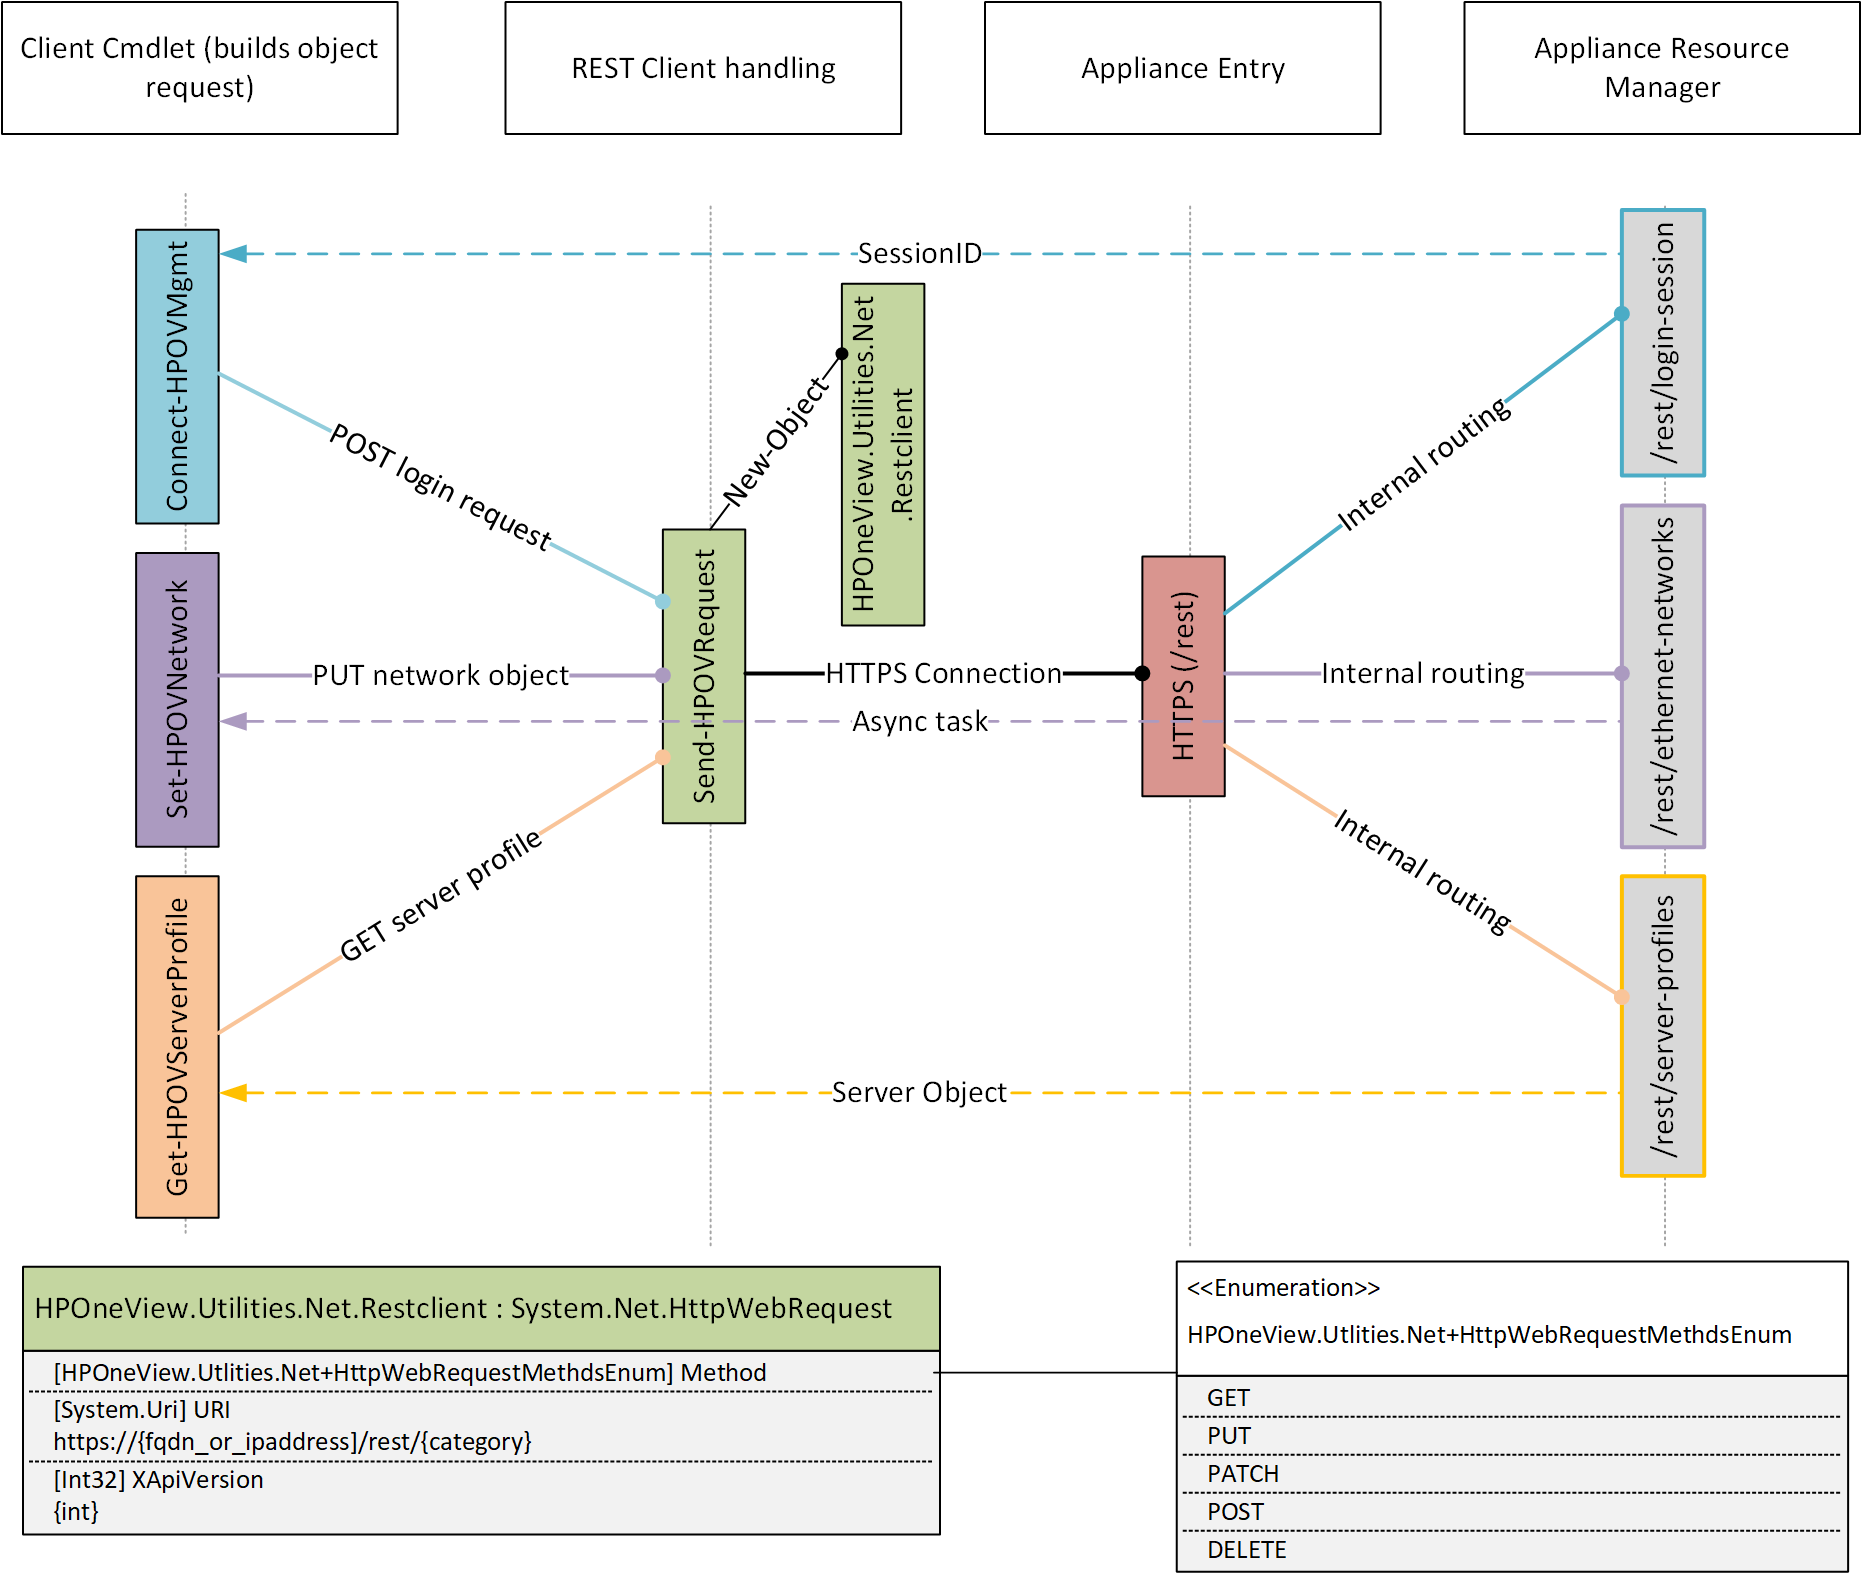 Client Cmdlet (builds object
request)
REST Client handling
Appliance Entry
Appliance Resource
Manager
Connect-HPOVMgmt
SessionID
/rest/login-session
HPOneView.Utilities.Net
.Restclient
New-Object
POST login request
Internal routing
Set-HPOVNetwork
PUT network object
Send-HPOVRequest
HTTPS Connection
HTTPS (/rest)
Internal routing
/rest/ethernet-networks
Async task
Get-HPOVServerProfile
GET server profile
Internal routing
/rest/server-profiles
Server Object
HPOneView.Utilities.Net.Restclient : System.Net.HttpWebRequest
[HPOneView.Utlities.Net+HttpWebRequestMethdsEnum] Method
[System.Uri] URI
https://{fqdn_or_ipaddress]/rest/{category}
[Int32] XApiVersion
{int}
<<Enumeration>>
HPOneView.Utlities.Net+HttpWebRequestMethdsEnum
GET
PUT
PATCH
POST
DELETE